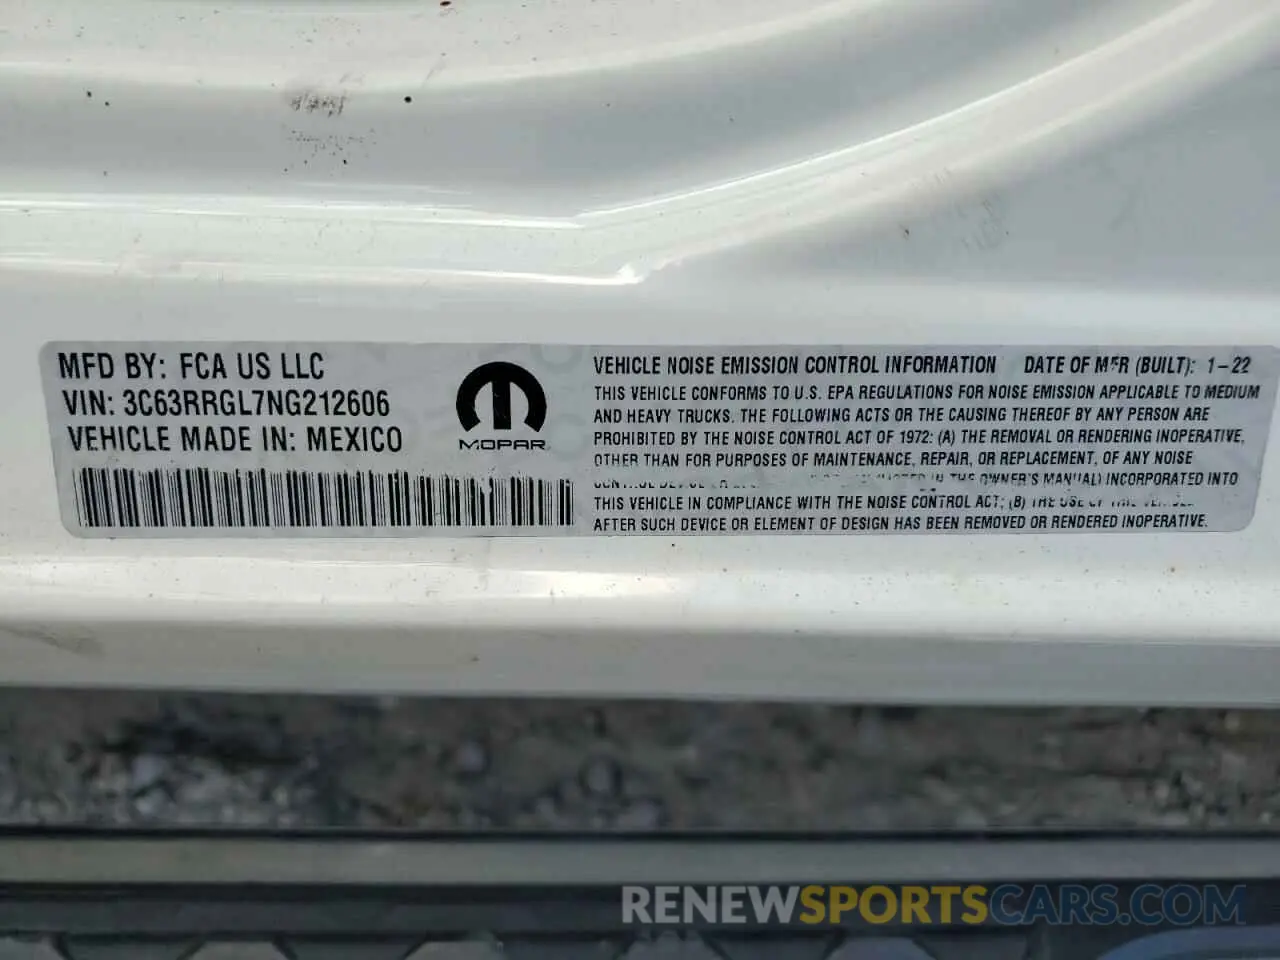 MFD BY: FCA US LLC
VIN: 3C63RRGL7NG212606
VEHICLE MADE IN: MEXICO
MOPAR
VEHICLE NOISE EMISSION CONTROL INFORMATION DATE OF MFR (BUILT): 1-22
THIS VEHICLE CONFORMS TO U.S. EPA REGULATIONS FOR NOISE EMISSION APPLICABLE TO MEDIUM
AND HEAVY TRUCKS. THE FOLLOWING ACTS OR THE CAUSING THEREOF BY ANY PERSON ARE
PROHIBITED BY THE NOISE CONTROL ACT OF 1972: (A) THE REMOVAL OR RENDERING INOPERATIVE,
OTHER THAN FOR PURPOSES OF MAINTENANCE, REPAIR, OR REPLACEMENT, OF ANY NOISE
IN THE OWNER'S MANUAL) INCORPORATED INTO
THIS VEHICLE IN COMPLIANCE WITH THE NOISE CONTROL ACT; (B) THE USE OF THIS
AFTER SUCH DEVICE OR ELEMENT OF DESIGN HAS BEEN REMOVED OR RENDERED INOPERATIVE.
RENEWSPORTSCARS.COM